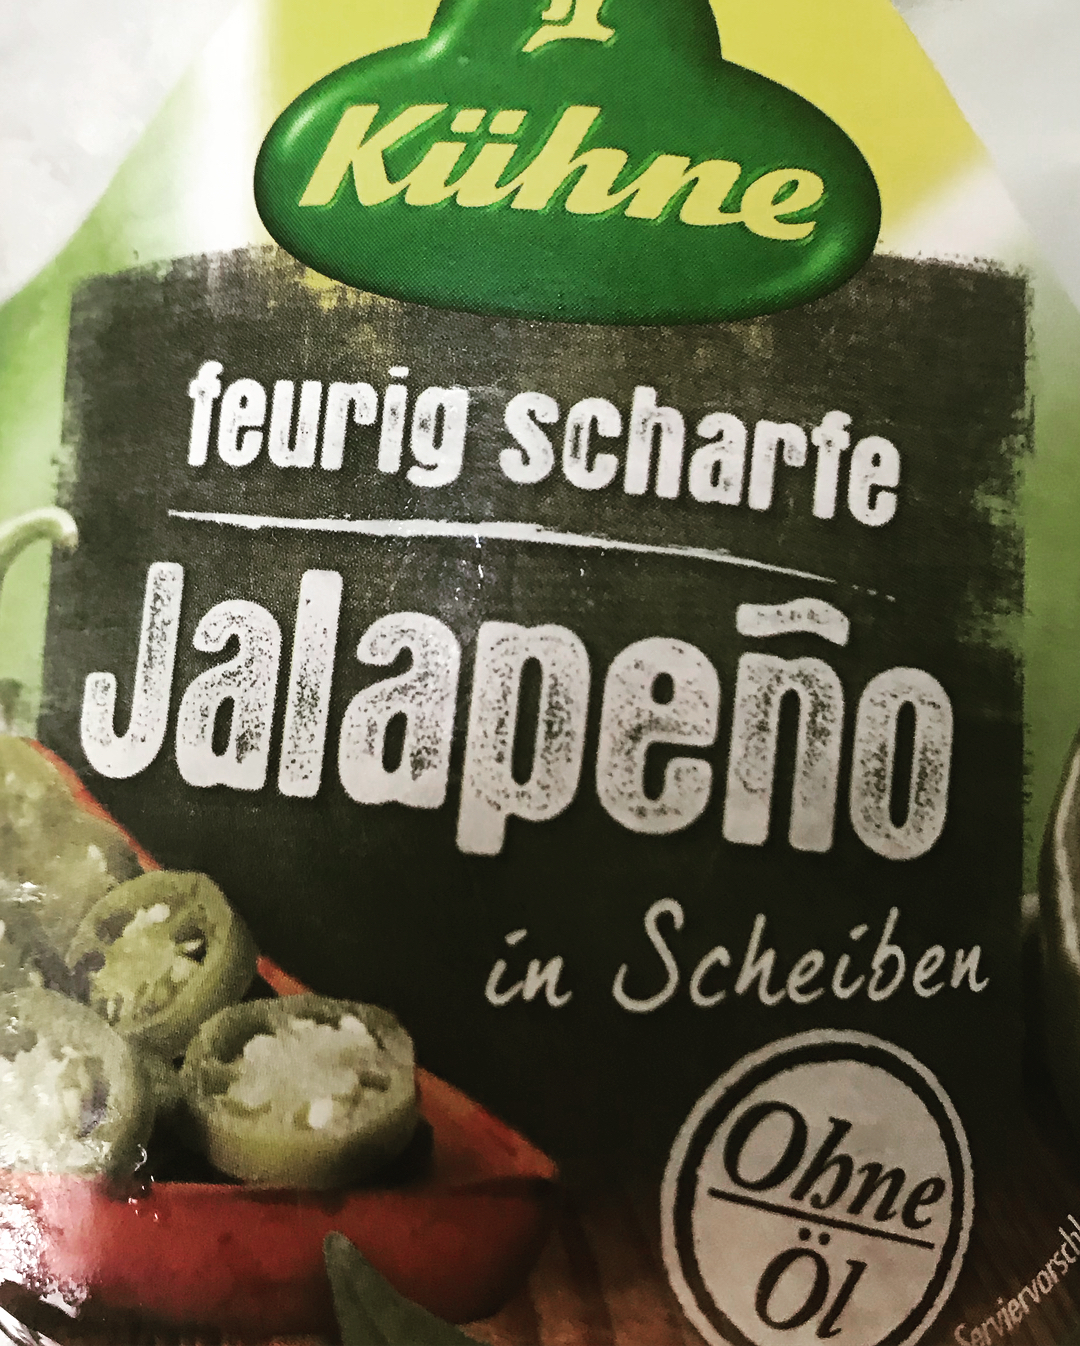 Kühne
feurig scharfe
Jalapeño
in Scheiben
Ohne
Öl